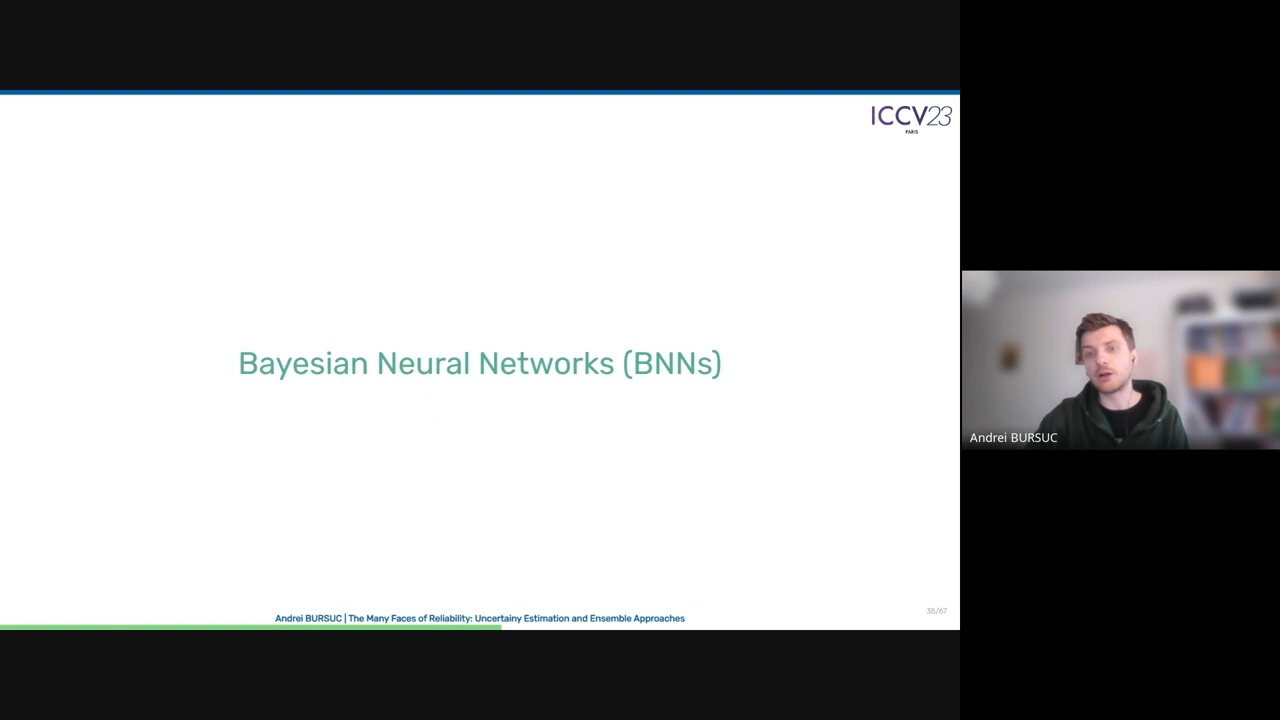 ICCV23
PARIS
Bayesian Neural Networks (BNNs)
Andrei BURSUC
35/67
Andrei BURSUC | The Many Faces of Reliability: Uncertainy Estimation and Ensemble Approaches